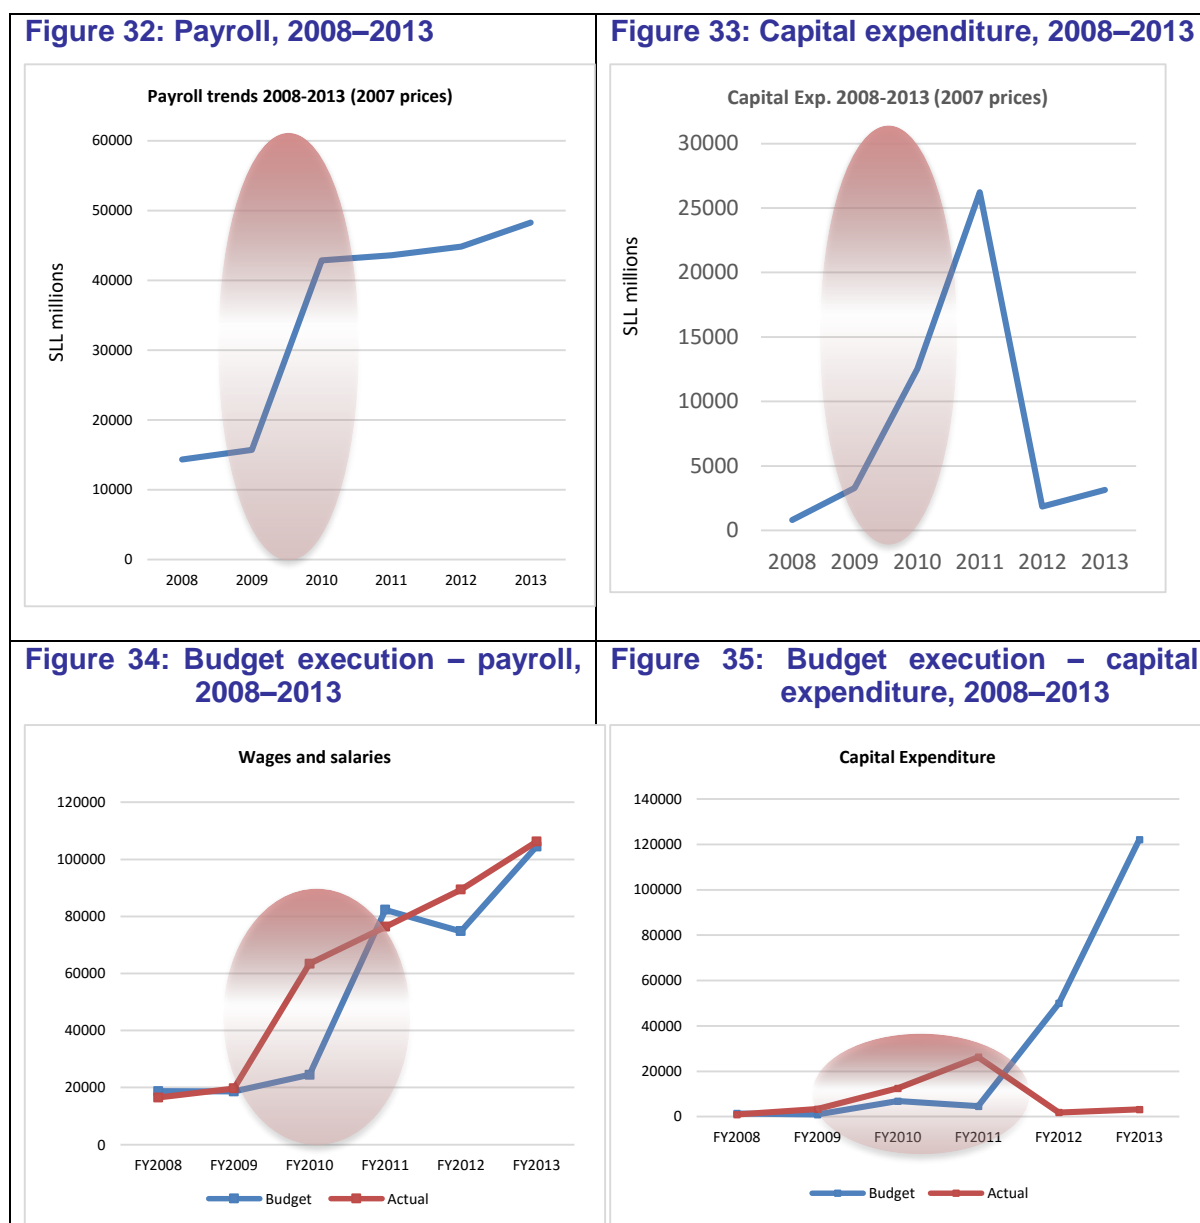 Figure 32: Payroll, 2008–2013
Payroll trends 2008-2013 (2007 prices)
SLL millions
60000
50000
40000
30000
20000
10000
0
2008 2009 2010 2011 2012 2013
Figure 33: Capital expenditure, 2008–2013
Capital Exp. 2008-2013 (2007 prices)
SLL millions
30000
25000
20000
15000
10000
5000
0
2008 2009 2010 2011 2012 2013
Figure 34: Budget execution – payroll,
2008–2013
Wages and salaries
120000
100000
80000
60000
40000
20000
0
FY2008 FY2009 FY2010 FY2011 FY2012 FY2013
Budget Actual
Figure 35: Budget execution – capital
expenditure, 2008–2013
Capital Expenditure
140000
120000
100000
80000
60000
40000
20000
0
FY2008 FY2009 FY2010 FY2011 FY2012 FY2013
Budget Actual